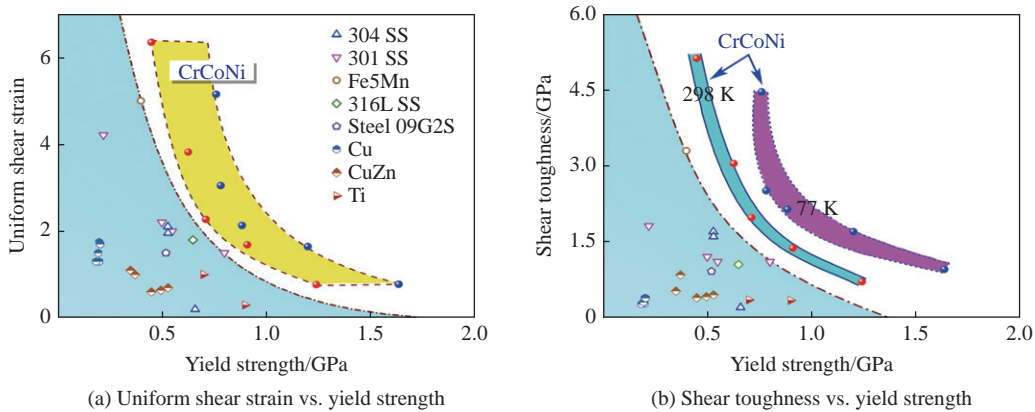 6
4
2
0
Uniform shear strain
0.5
1.0
1.5
2.0
Yield strength/GPa
CrCoNi
304 SS
301 SS
Fe5Mn
316L SS
Steel 09G2S
Cu
CuZn
Ti
(a) Uniform shear strain vs. yield strength
6.0
4.5
3.0
1.5
0
Shear toughness/GPa
0.5
1.0
1.5
2.0
Yield strength/GPa
CrCoNi
298 K
77 K
(b) Shear toughness vs. yield strength